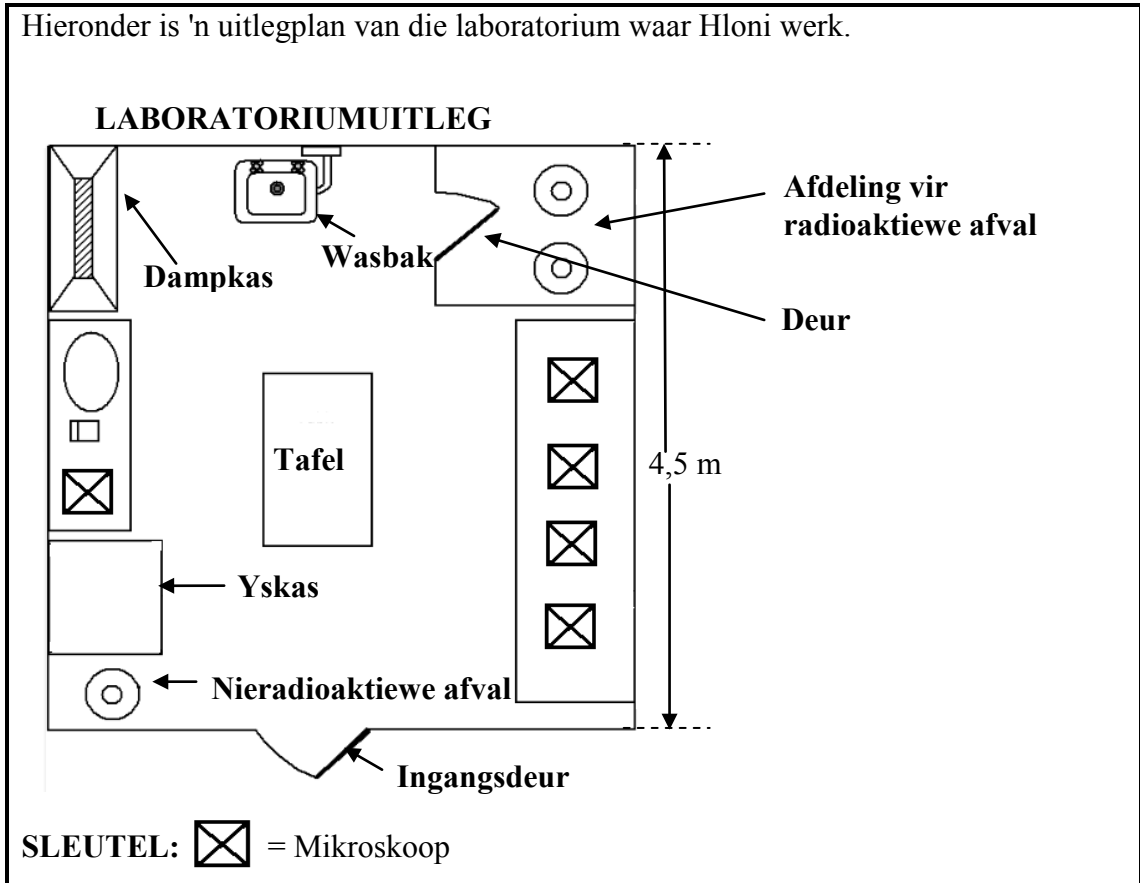 Hieronder is 'n uitlegplan van die laboratorium waar Hloni werk.
LABORATORIUMUITLEG
Afdeling vir
radioaktiewe afval
Wasbak
Dampkas
Deur
Tafel
4,5 m
Yskas
Nieradioaktiewe afval
Ingangsdeur
SLEUTEL: = Mikroskoop